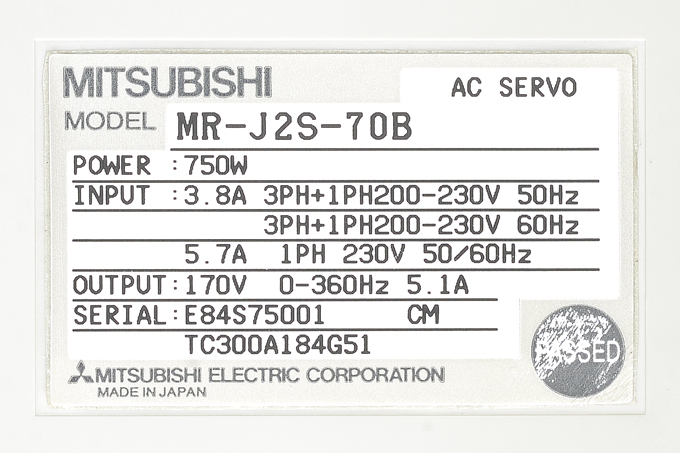 MITSUBISHI
AC SERVO
MODEL MR-J2S-70B
POWER :750W
INPUT :3.8A 3PH+1PH200-230V 50Hz
3PH+1PH200-230V 60Hz
5.7A 1PH 230V 50/60Hz
OUTPUT:170V 0-360Hz 5.1A
SERIAL:E84S75001 CM
TC300A184G51
PASSED
MITSUBISHI ELECTRIC CORPORATION
MADE IN JAPAN